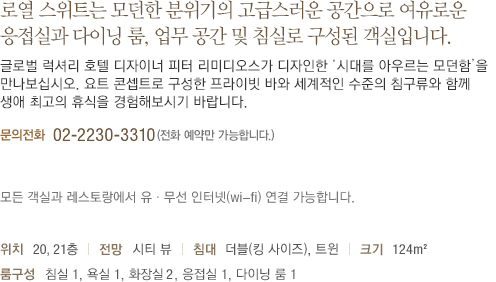 로열 스위트는 모던한 분위기의 고급스러운 공간으로 여유로운
응접실과 다이닝 룸, 업무 공간 및 침실로 구성된 객실입니다.
글로벌 럭셔리 호텔 디자이너 피터 리미디오스가 디자인한 ‘시대를 아우르는 모던함’을
만나보십시오. 요트 콘셉트로 구성한 프라이빗 바와 세계적인 수준의 침구류와 함께
생애 최고의 휴식을 경험해보시기 바랍니다.
문의전화 02-2230-3310 (전화 예약만 가능합니다.)
모든 객실과 레스토랑에서 유 · 무선 인터넷(wi-fi) 연결 가능합니다.
위치 20, 21층 | 전망 시티 뷰 | 침대 더블(킹 사이즈), 트윈 | 크기 124m²
룸구성 침실 1, 욕실 1, 화장실 2, 응접실 1, 다이닝 룸 1